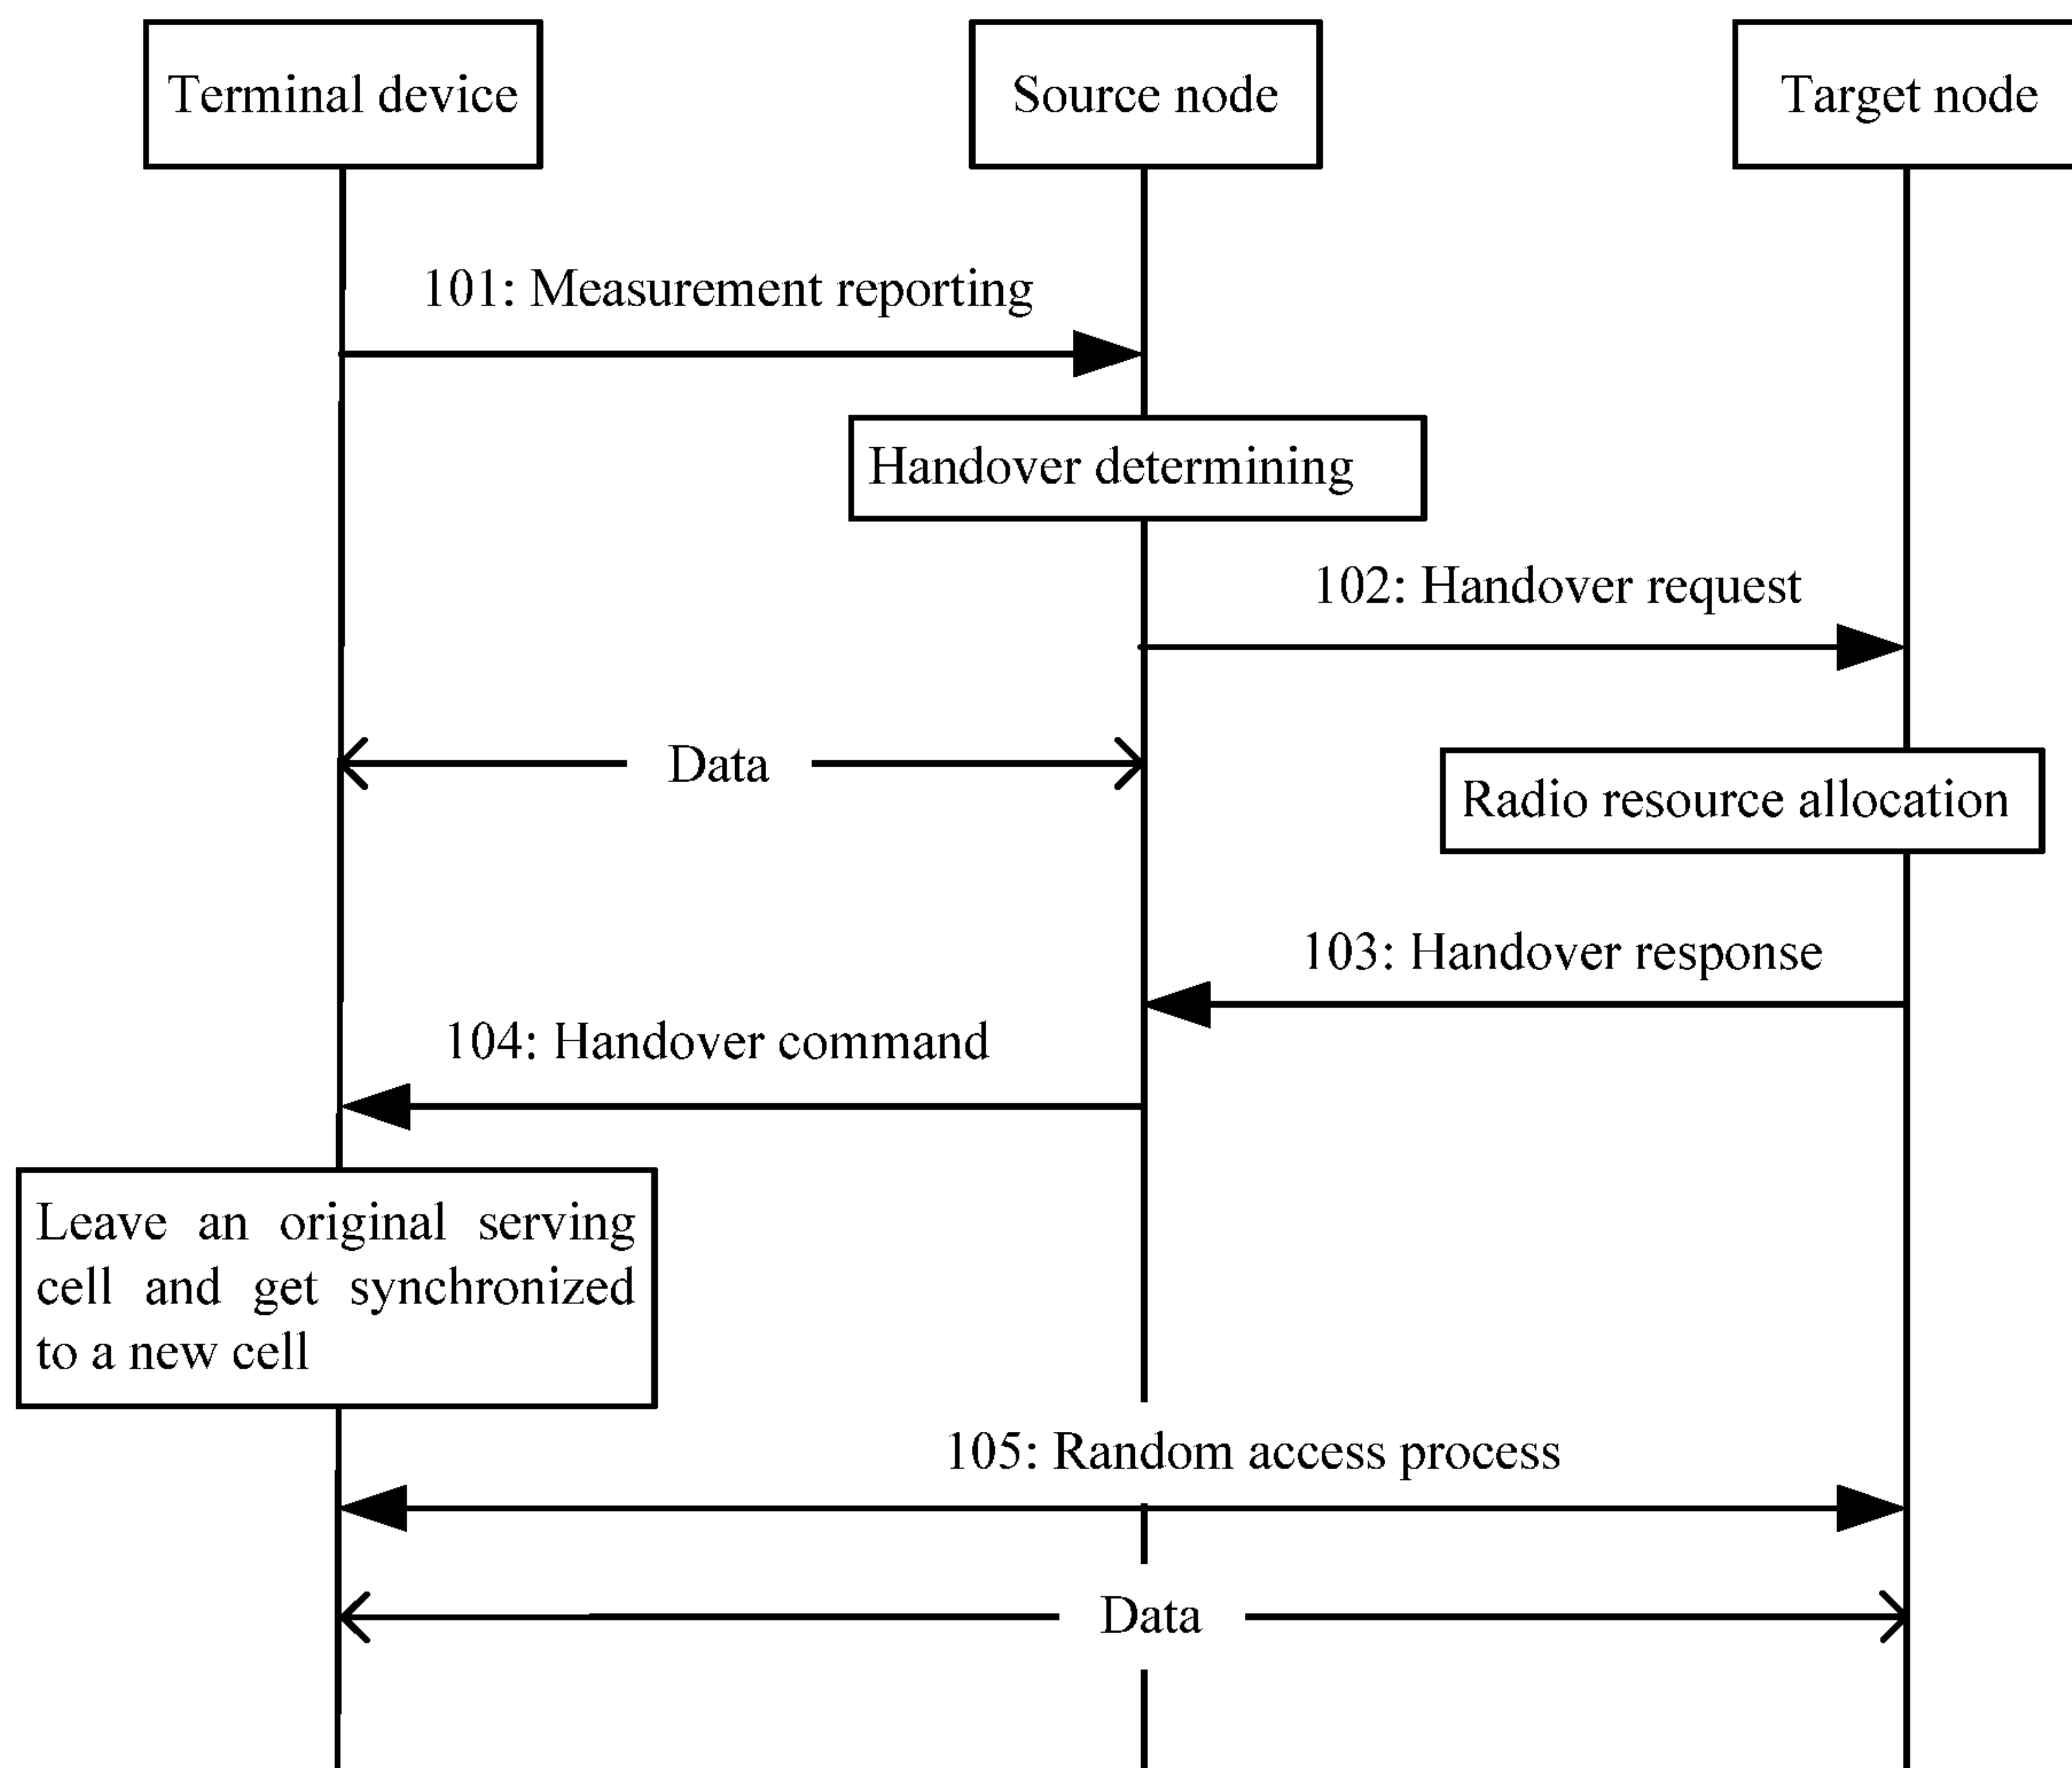 Terminal device
Source node
Target node
101: Measurement reporting
Handover determining
102: Handover request
Data
Radio resource allocation
103: Handover response
104: Handover command
Leave an original serving
cell and get synchronized
to a new cell
105: Random access process
Data